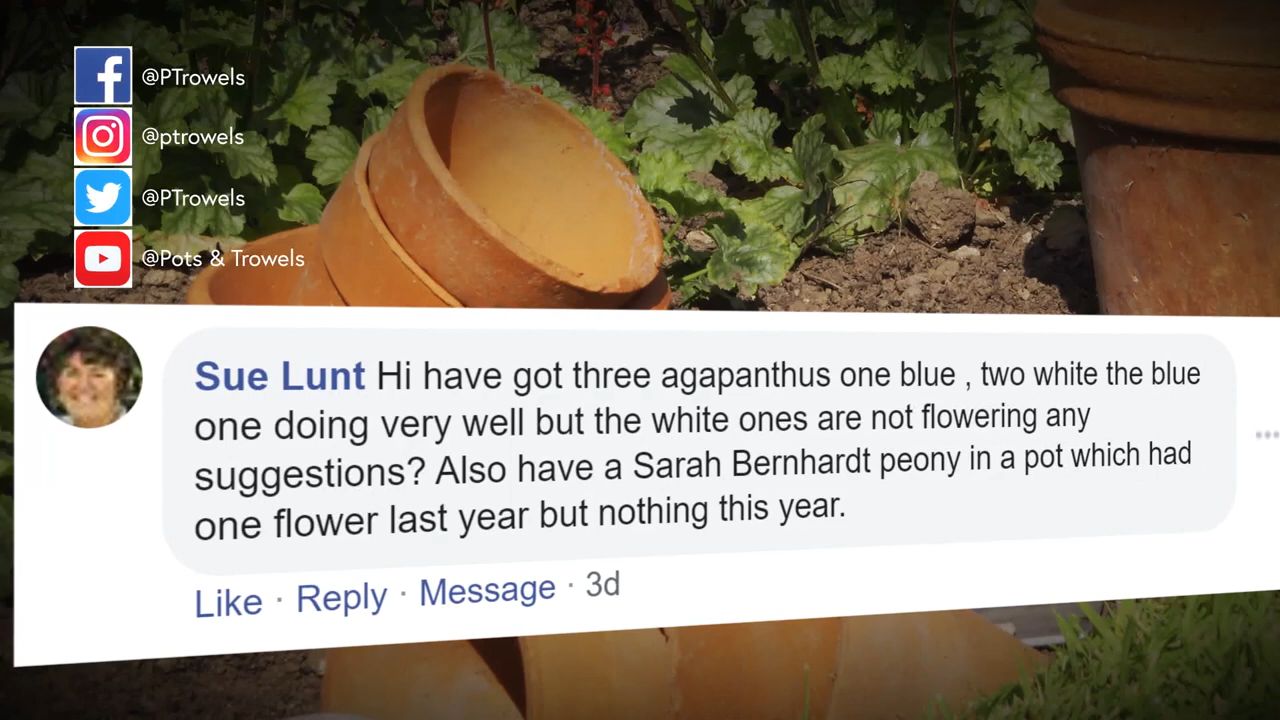 @PTrowels
@ptrowels
@PTrowels
@Pots & Trowels
Sue Lunt Hi have got three agapanthus one blue , two white the blue
one doing very well but the white ones are not flowering any
suggestions? Also have a Sarah Bernhardt peony in a pot which had
one flower last year but nothing this year.
Like · Reply · Message · 3d